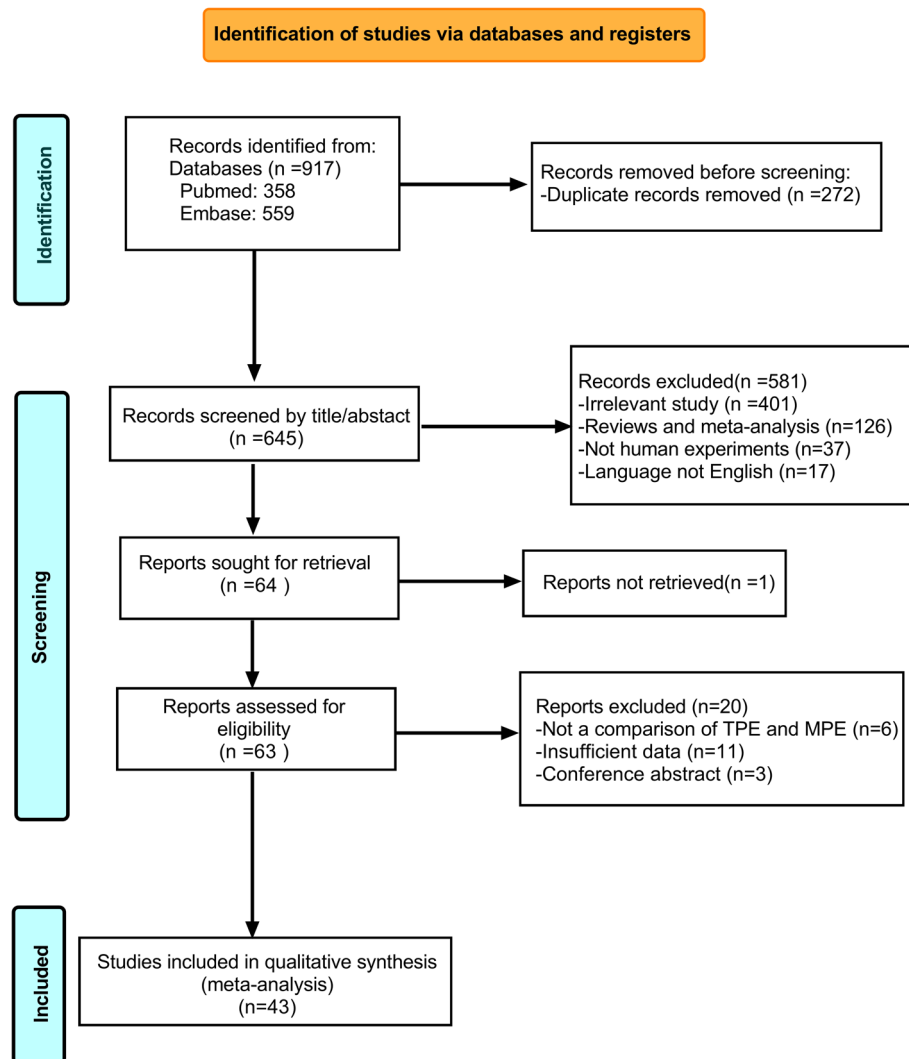 Identification of studies via databases and registers
Identification
Records identified from:
Databases (n =917)
Pubmed: 358
Embase: 559
Records removed before screening:
-Duplicate records removed (n =272)
Screening
Records screened by title/abstact
(n =645)
Records excluded(n =581)
-Irrelevant study (n =401)
-Reviews and meta-analysis (n=126)
-Not human experiments (n=37)
-Language not English (n=17)
Reports sought for retrieval
(n =64 )
Reports not retrieved(n =1)
Reports assessed for
eligibility
(n =63 )
Reports excluded (n=20)
-Not a comparison of TPE and MPE (n=6)
-Insufficient data (n=11)
-Conference abstract (n=3)
Included
Studies included in qualitative synthesis
(meta-analysis)
(n=43)